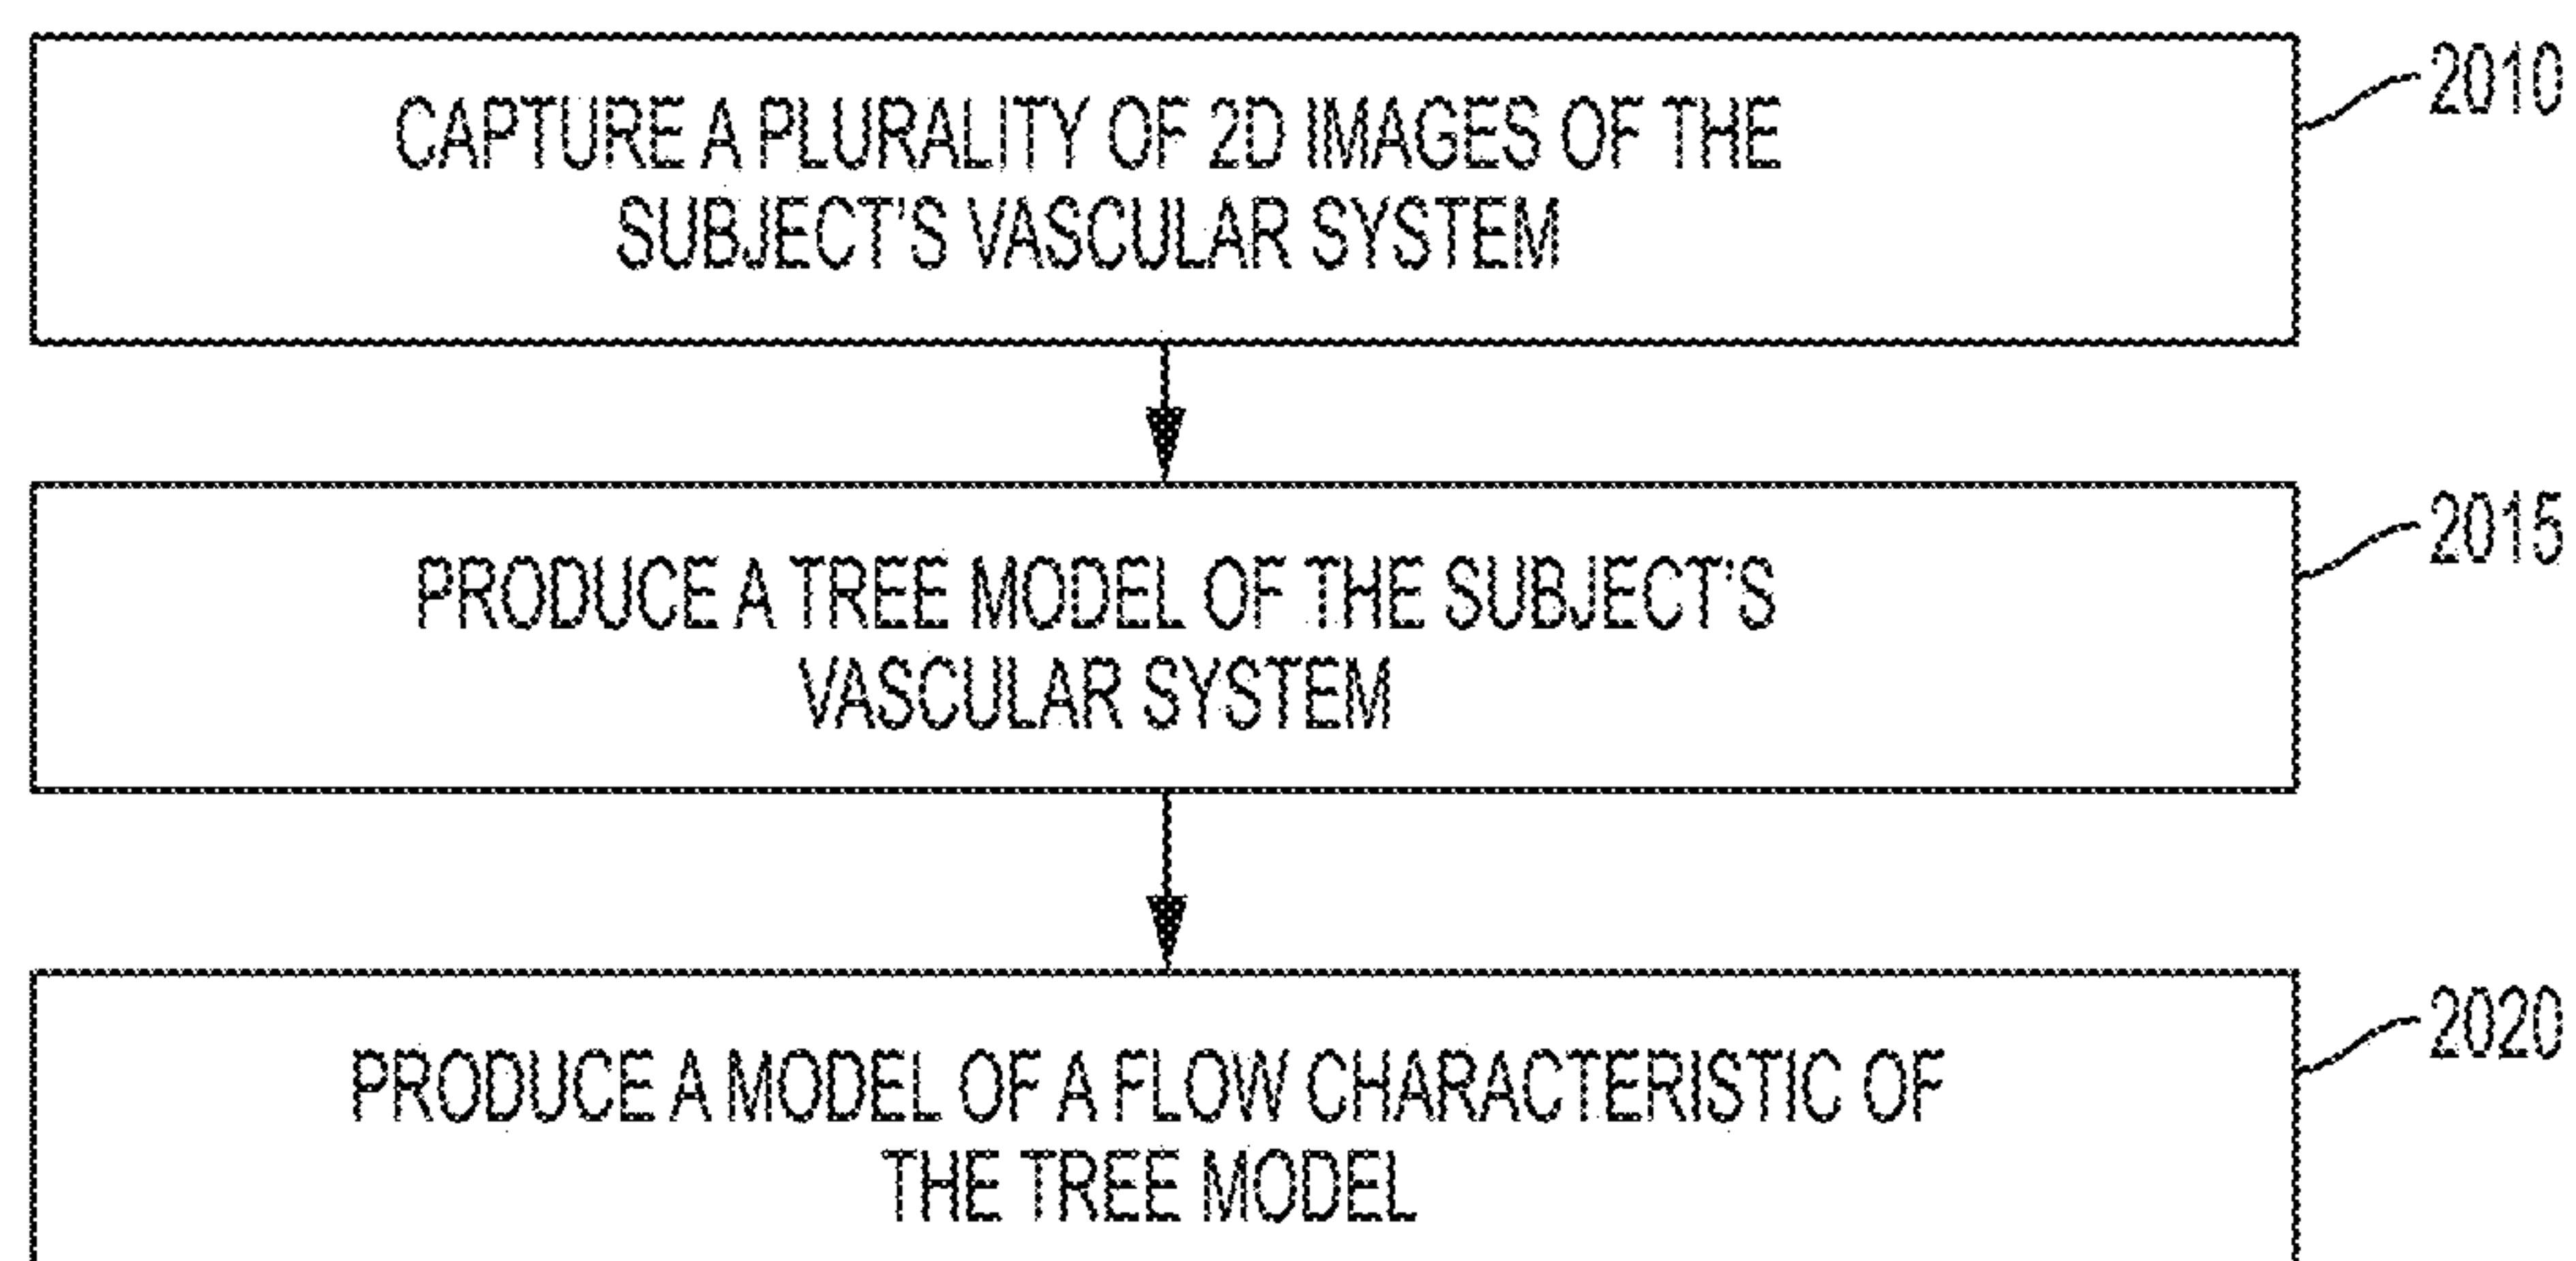 CAPTURE A PLURALITY OF 2D IMAGES OF THE
SUBJECT'S VASCULAR SYSTEM
2010
PRODUCE A TREE MODEL OF THE SUBJECT'S
VASCULAR SYSTEM
2015
PRODUCE A MODEL OF A FLOW CHARACTERISTIC OF
THE TREE MODEL
2020